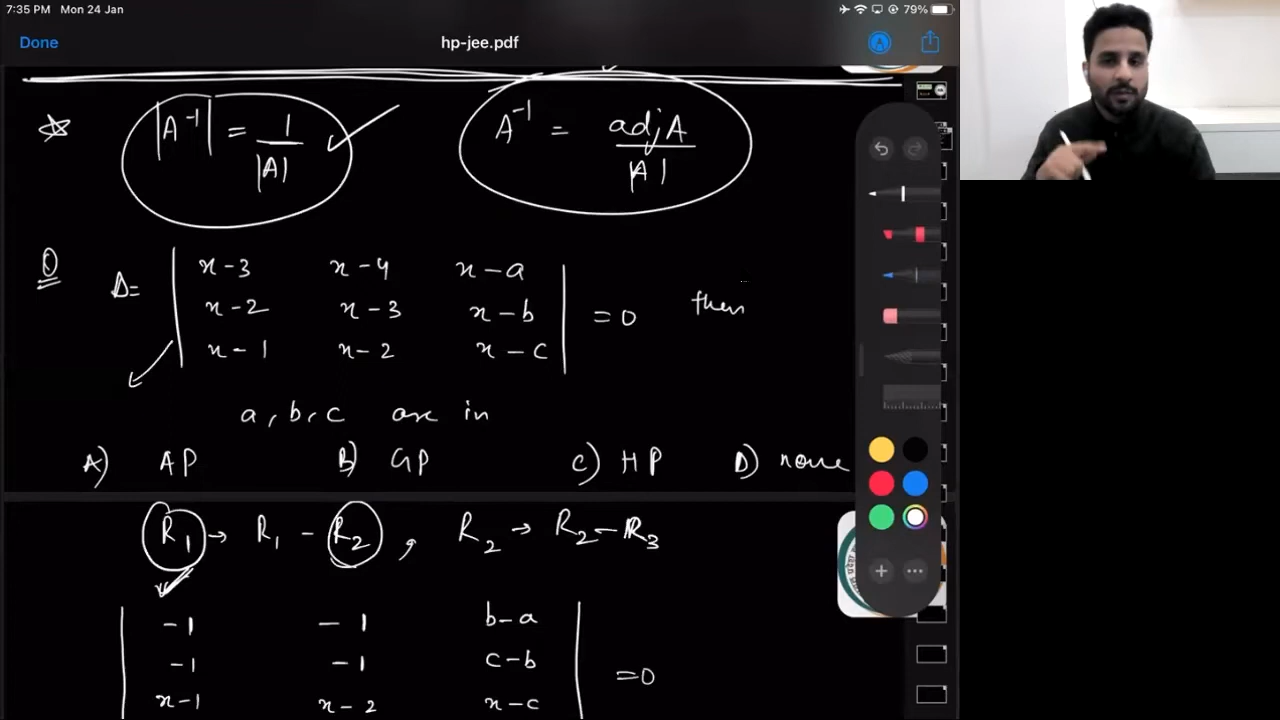 7:35 PM Mon 24 Jan 79%
Done hp-jee.pdf
|A⁻¹| = 1/|A| A⁻¹ = adj A/|A|
Q Δ= | x-3 x-4 x-a |
| x-2 x-3 x-b | = 0 then
| x-1 x-2 x-c |
a, b, c are in
A) AP B) GP C) HP D) none
R₁ → R₁ - R₂ , R₂ → R₂ - R₃
| -1 -1 b-a |
| -1 -1 c-b | =0
| x-1 x-2 x-c |